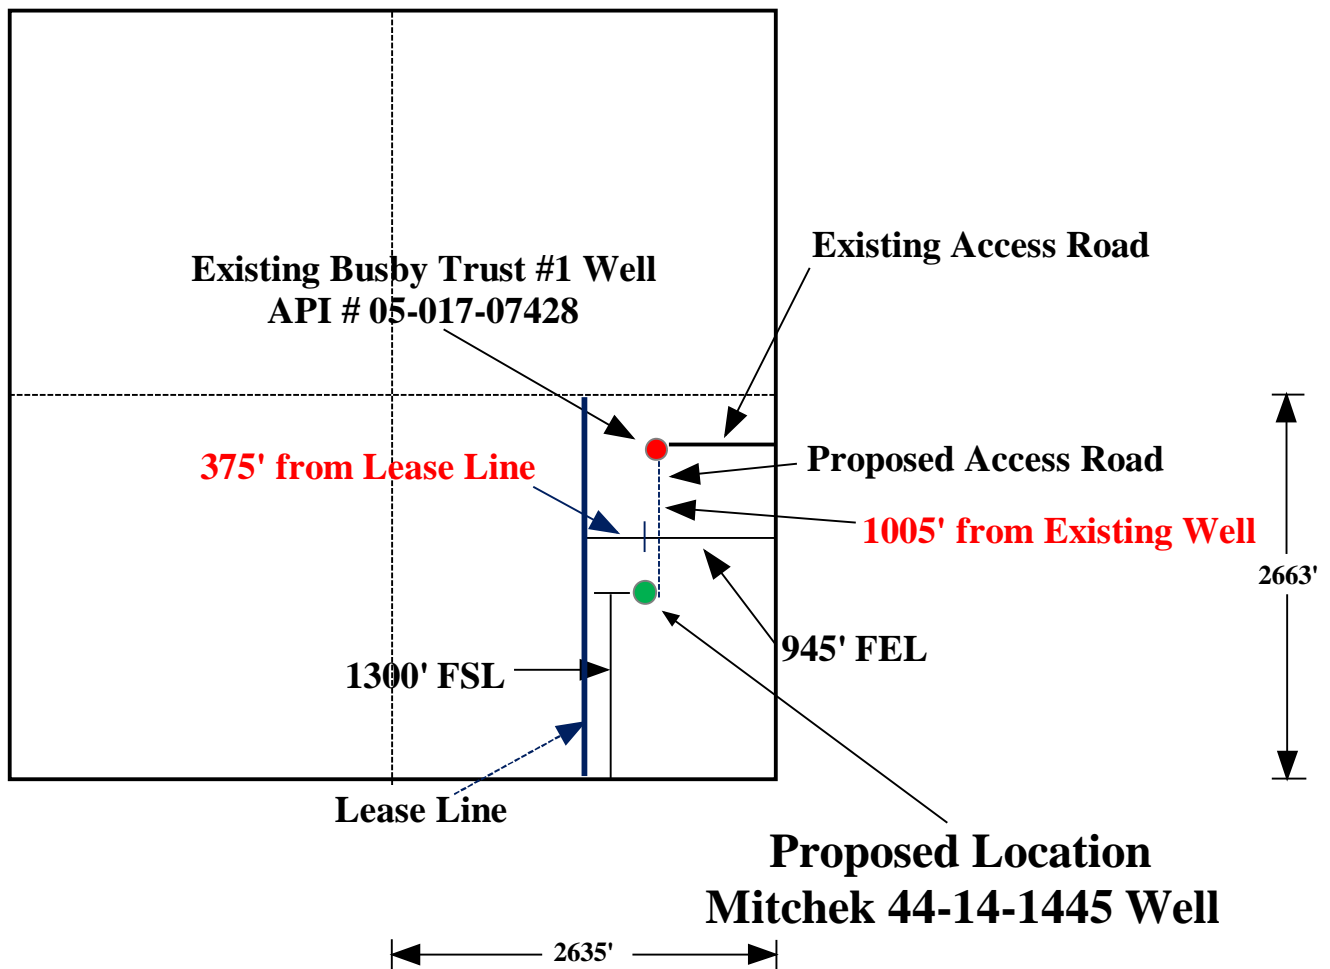 Existing Access Road
Existing Busby Trust #1 Well
API # 05-017-07428
375' from Lease Line
Proposed Access Road
1005' from Existing Well
2663'
945' FEL
1300' FSL
Lease Line
Proposed Location
Mitchek 44-14-1445 Well
2635'